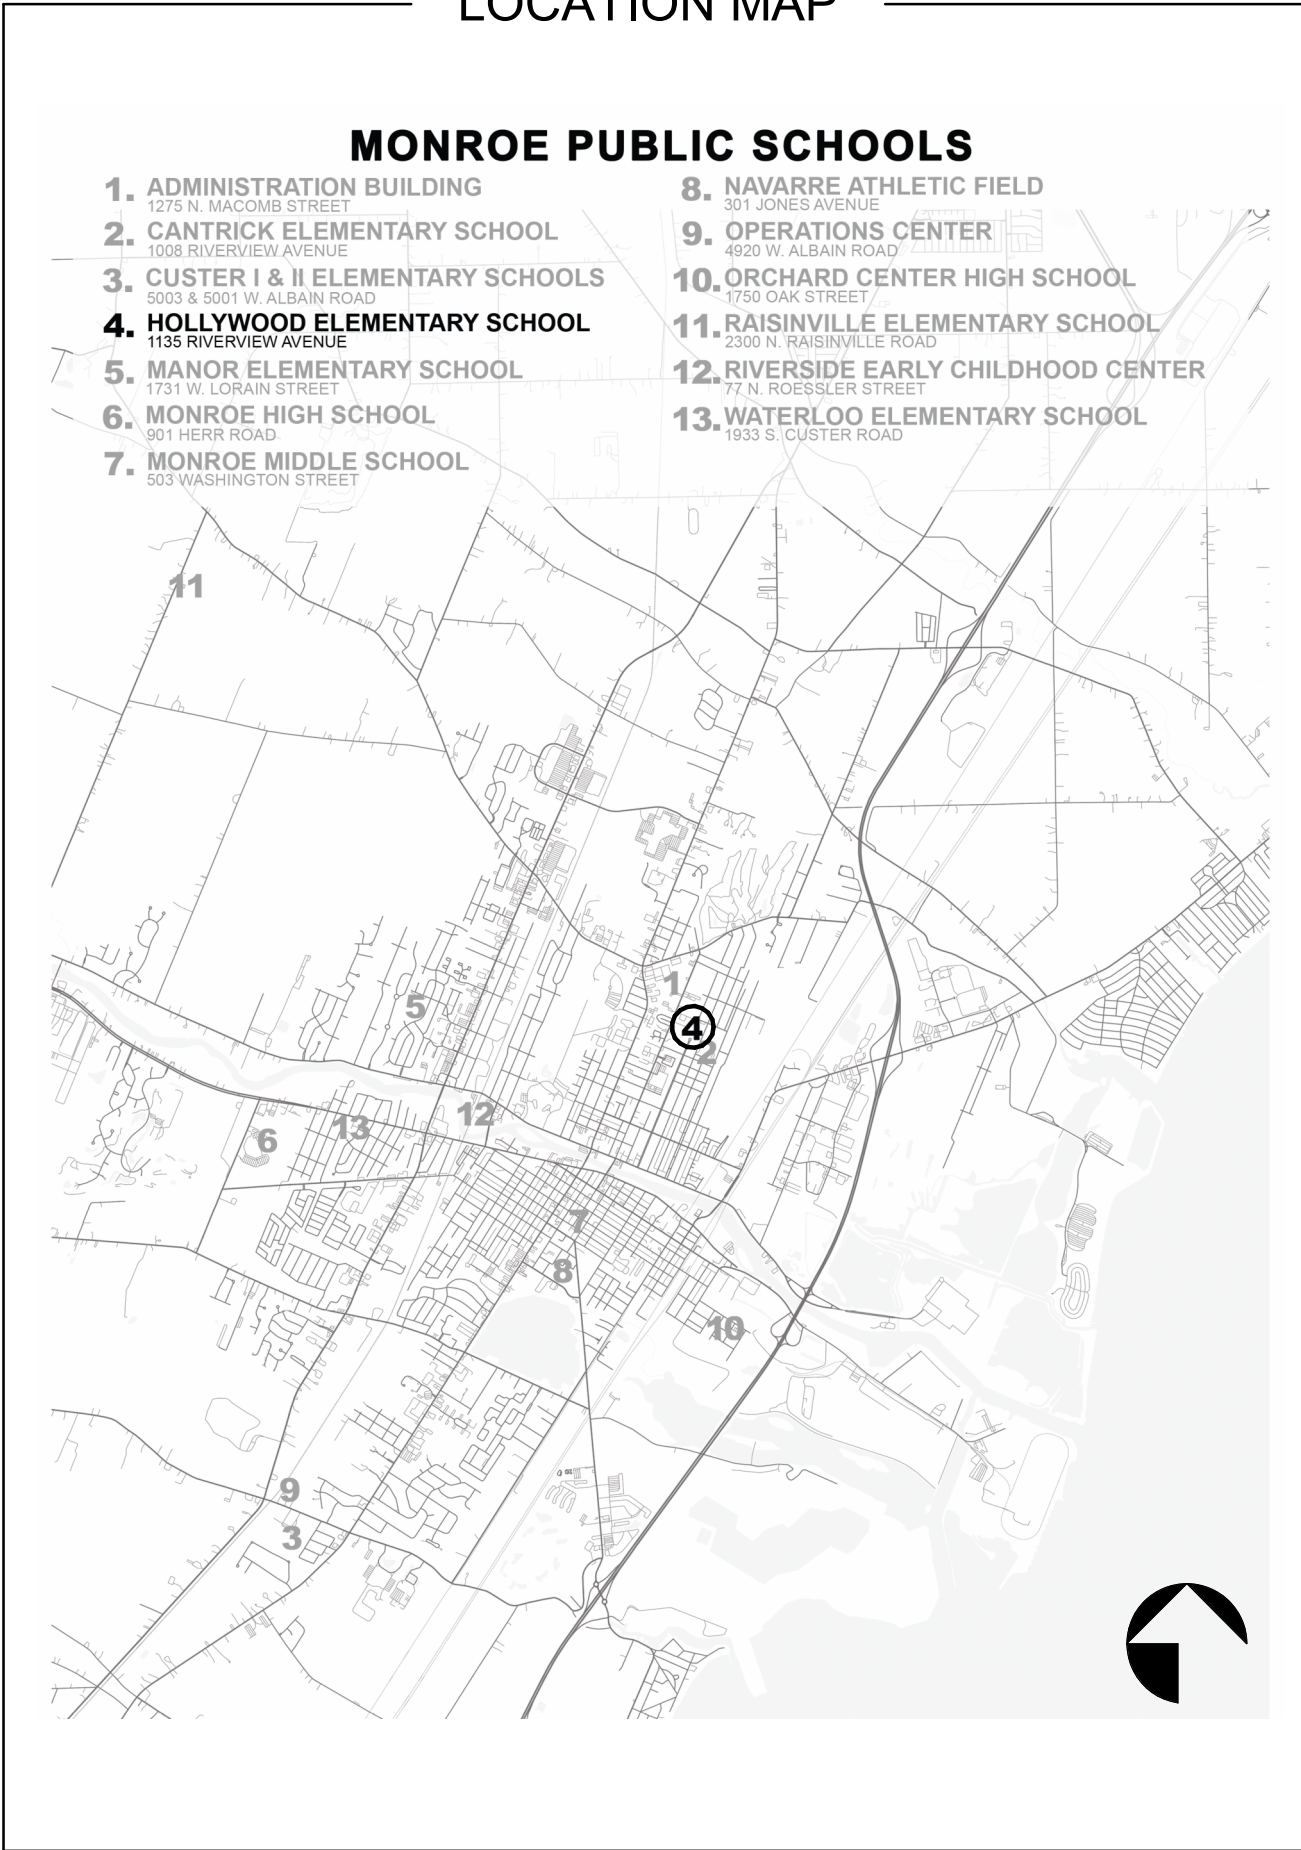 LOCATION MAP
MONROE PUBLIC SCHOOLS
1. ADMINISTRATION BUILDING
1275 N. MACOMB STREET
2. CANTRICK ELEMENTARY SCHOOL
1008 RIVERVIEW AVENUE
3. CUSTER I & II ELEMENTARY SCHOOLS
5003 & 5001 W. ALBAIN ROAD
4. HOLLYWOOD ELEMENTARY SCHOOL
1135 RIVERVIEW AVENUE
5. MANOR ELEMENTARY SCHOOL
1731 W. LORAIN STREET
6. MONROE HIGH SCHOOL
901 HERR ROAD
7. MONROE MIDDLE SCHOOL
503 WASHINGTON STREET
8. NAVARRE ATHLETIC FIELD
301 JONES AVENUE
9. OPERATIONS CENTER
4920 W. ALBAIN ROAD
10. ORCHARD CENTER HIGH SCHOOL
1750 OAK STREET
11. RAISINVILLE ELEMENTARY SCHOOL
2300 N. RAISINVILLE ROAD
12. RIVERSIDE EARLY CHILDHOOD CENTER
77 N. ROESSLER STREET
13. WATERLOO ELEMENTARY SCHOOL
1933 S. CUSTER ROAD
11
1
5
4
2
12
13
6
7
8
10
9
3